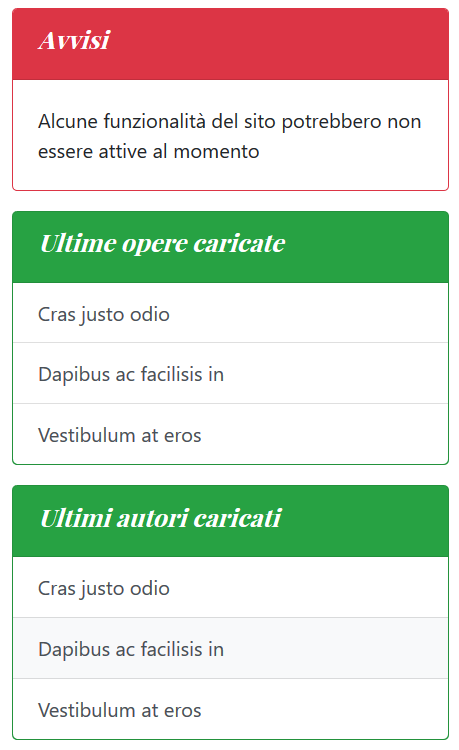 Avvisi
Alcune funzionalità del sito potrebbero non
essere attive al momento
Ultime opere caricate
Cras justo odio
Dapibus ac facilisis in
Vestibulum at eros
Ultimi autori caricati
Cras justo odio
Dapibus ac facilisis in
Vestibulum at eros